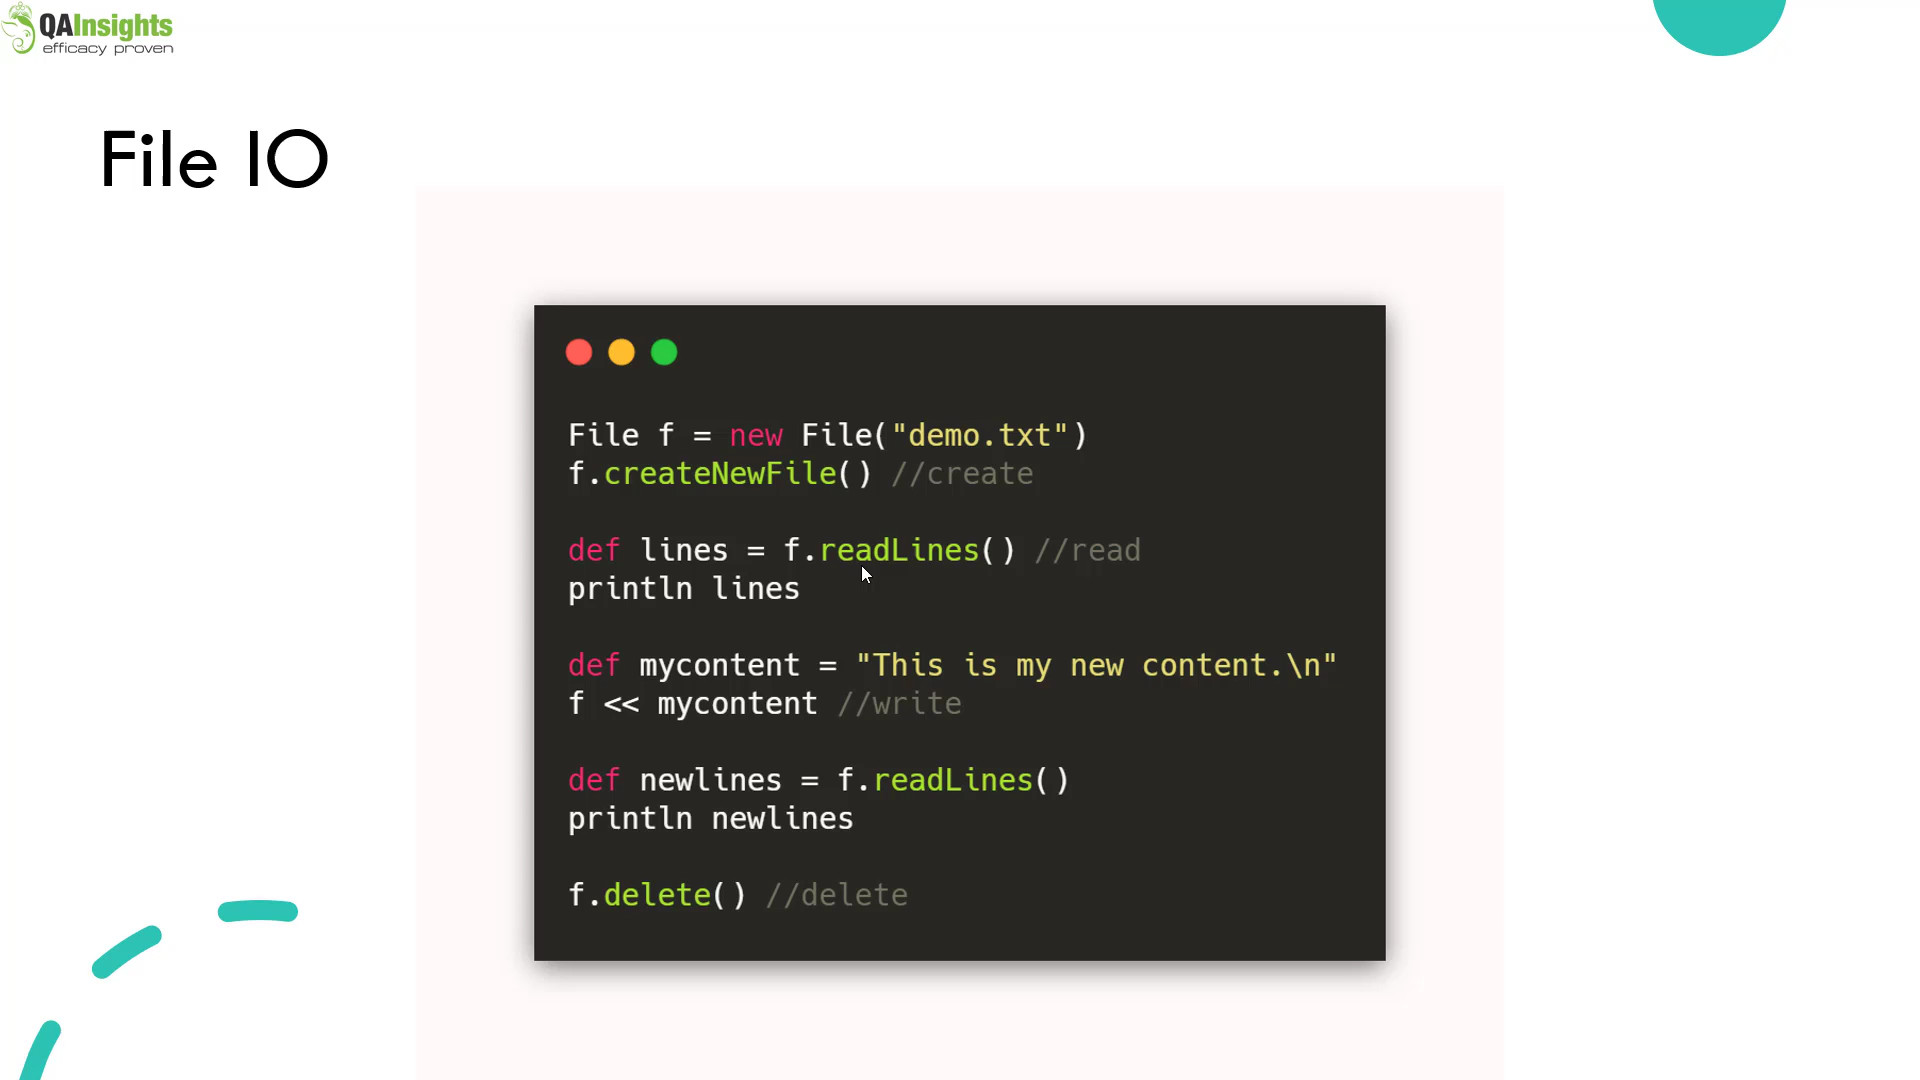 QAInsights
efficacy proven
File IO
File f = new File("demo.txt")
f.createNewFile() //create
def lines = f.readLines() //read
println lines
def mycontent = "This is my new content.\n"
f << mycontent //write
def newlines = f.readLines()
println newlines
f.delete() //delete